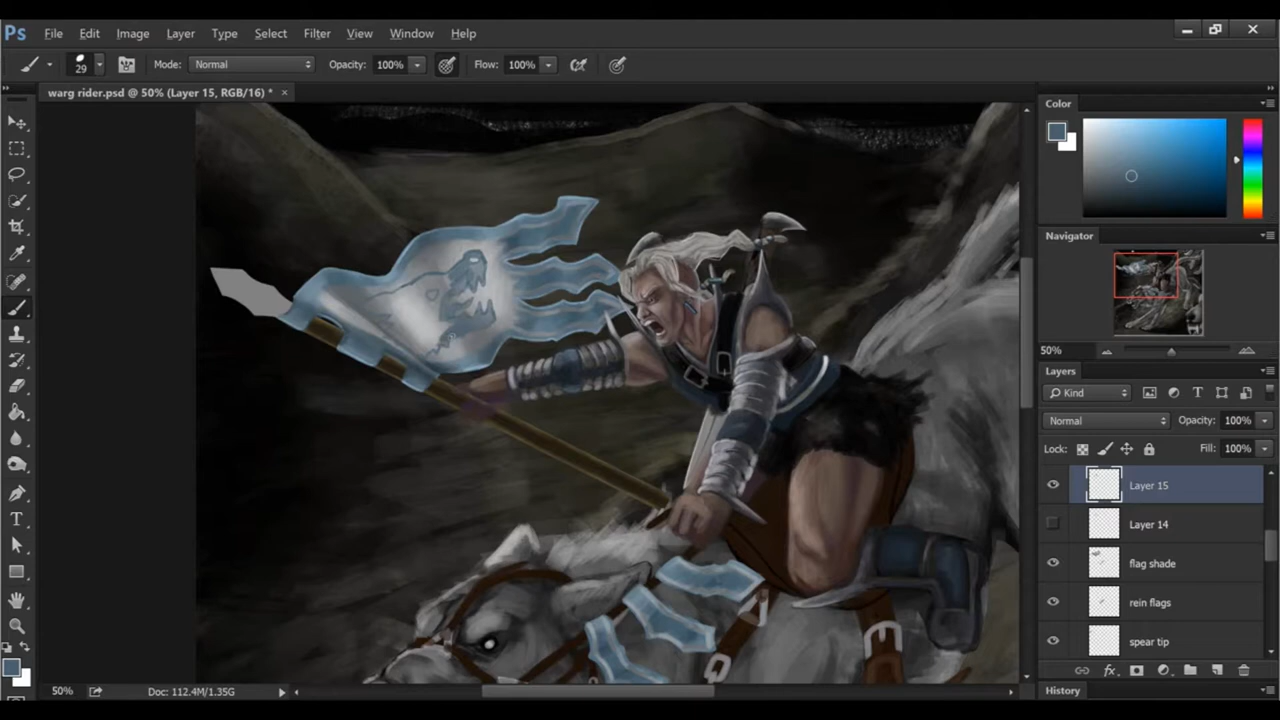 Ps File Edit Image Layer Type Select Filter View Window Help
29 Mode: Normal Opacity: 100% Flow: 100%
warg rider.psd @ 50% (Layer 15, RGB/16) * ×
Color
Navigator
50%
Layers
Kind
Normal Opacity: 100%
Lock: Fill: 100%
Layer 15
Layer 14
flag shade
rein flags
spear tip
50% Doc: 112.4M/1.35G
History